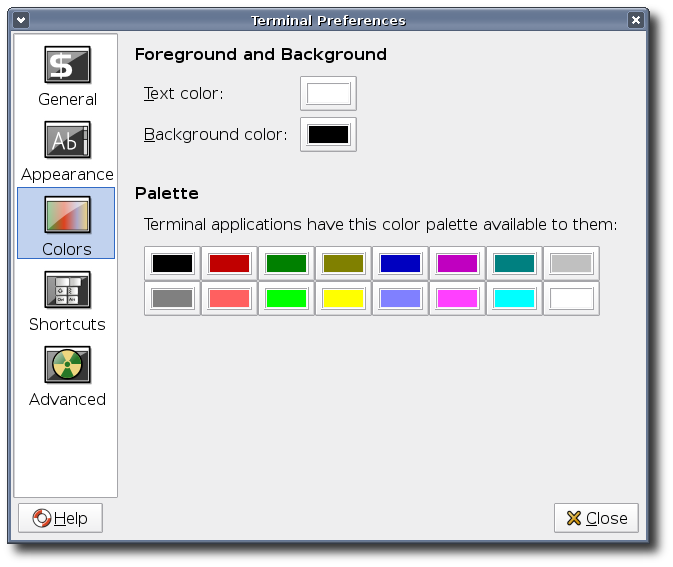 Terminal Preferences
General
Appearance
Colors
Shortcuts
Advanced
Foreground and Background
Text color:
Background color:
Palette
Terminal applications have this color palette available to them:
Help
Close